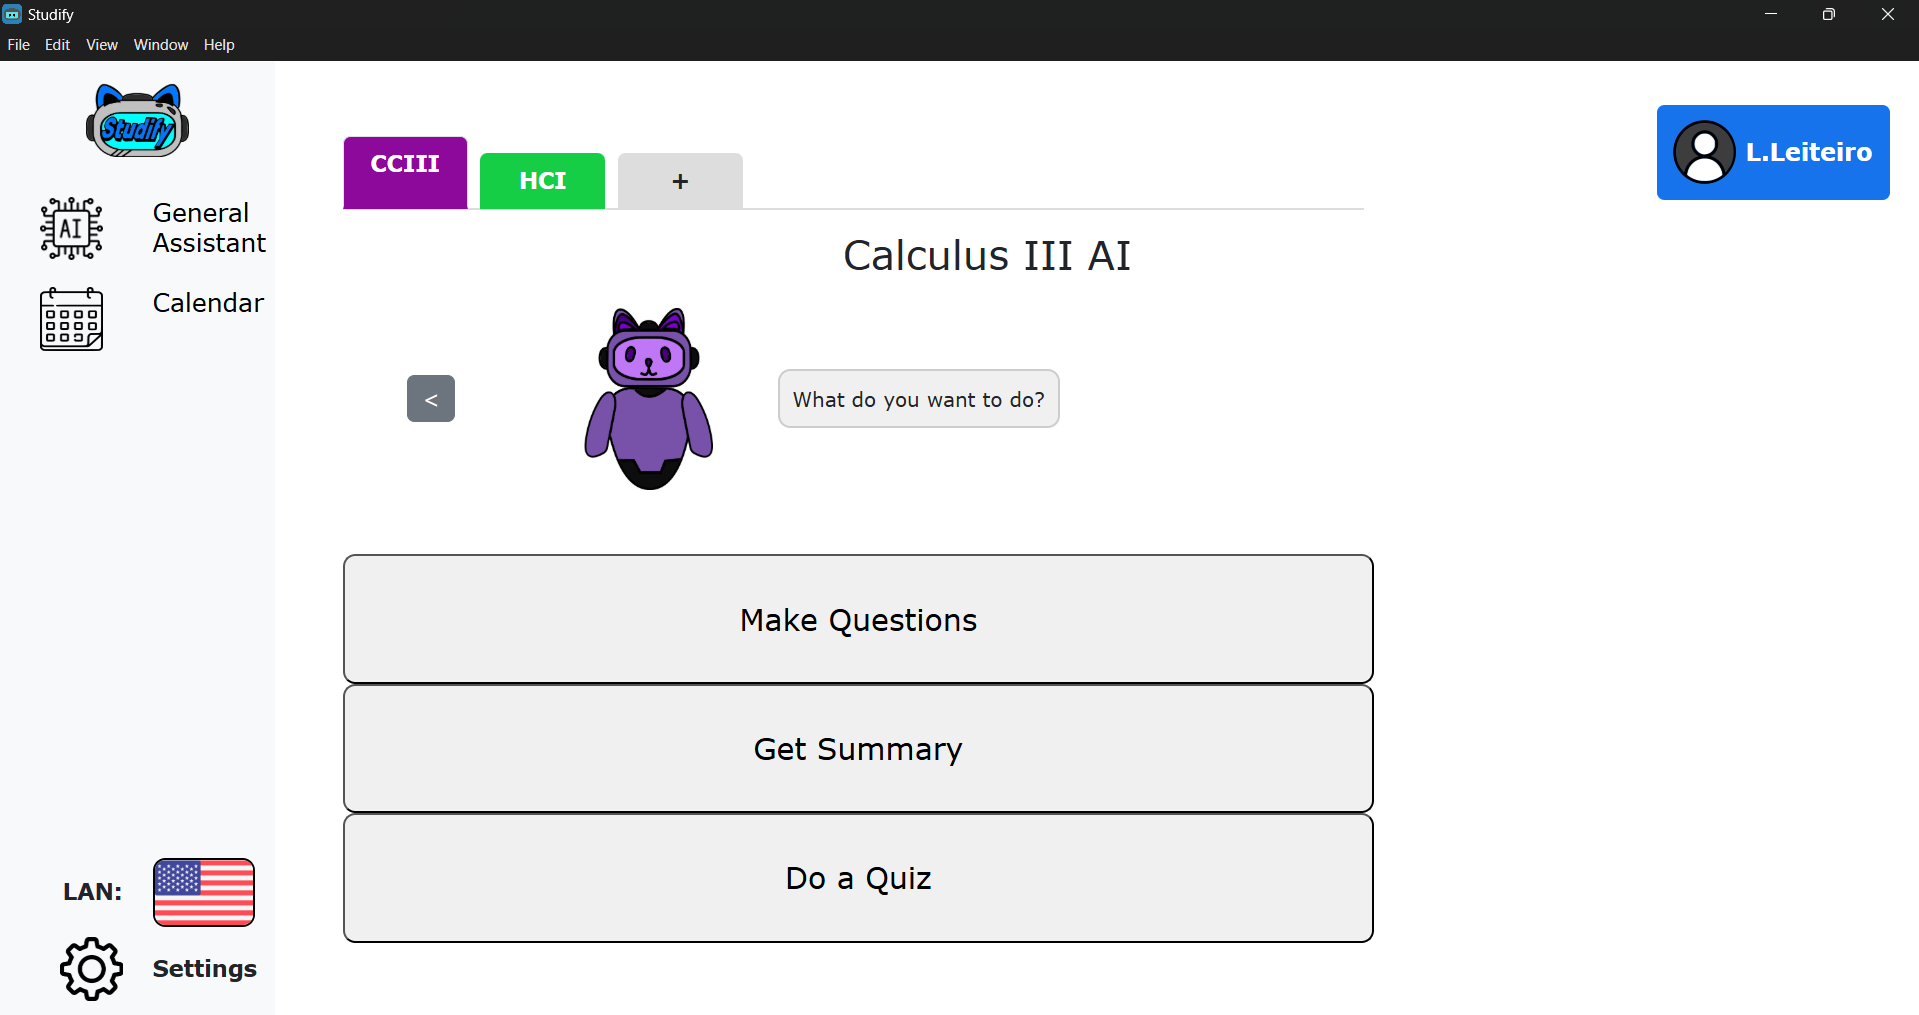 Studify
File Edit View Window Help
Studify
General
Assistant
Calendar
LAN:
Settings
CCIII
HCI
+
L.Leiteiro
Calculus III AI
<
What do you want to do?
Make Questions
Get Summary
Do a Quiz
AI